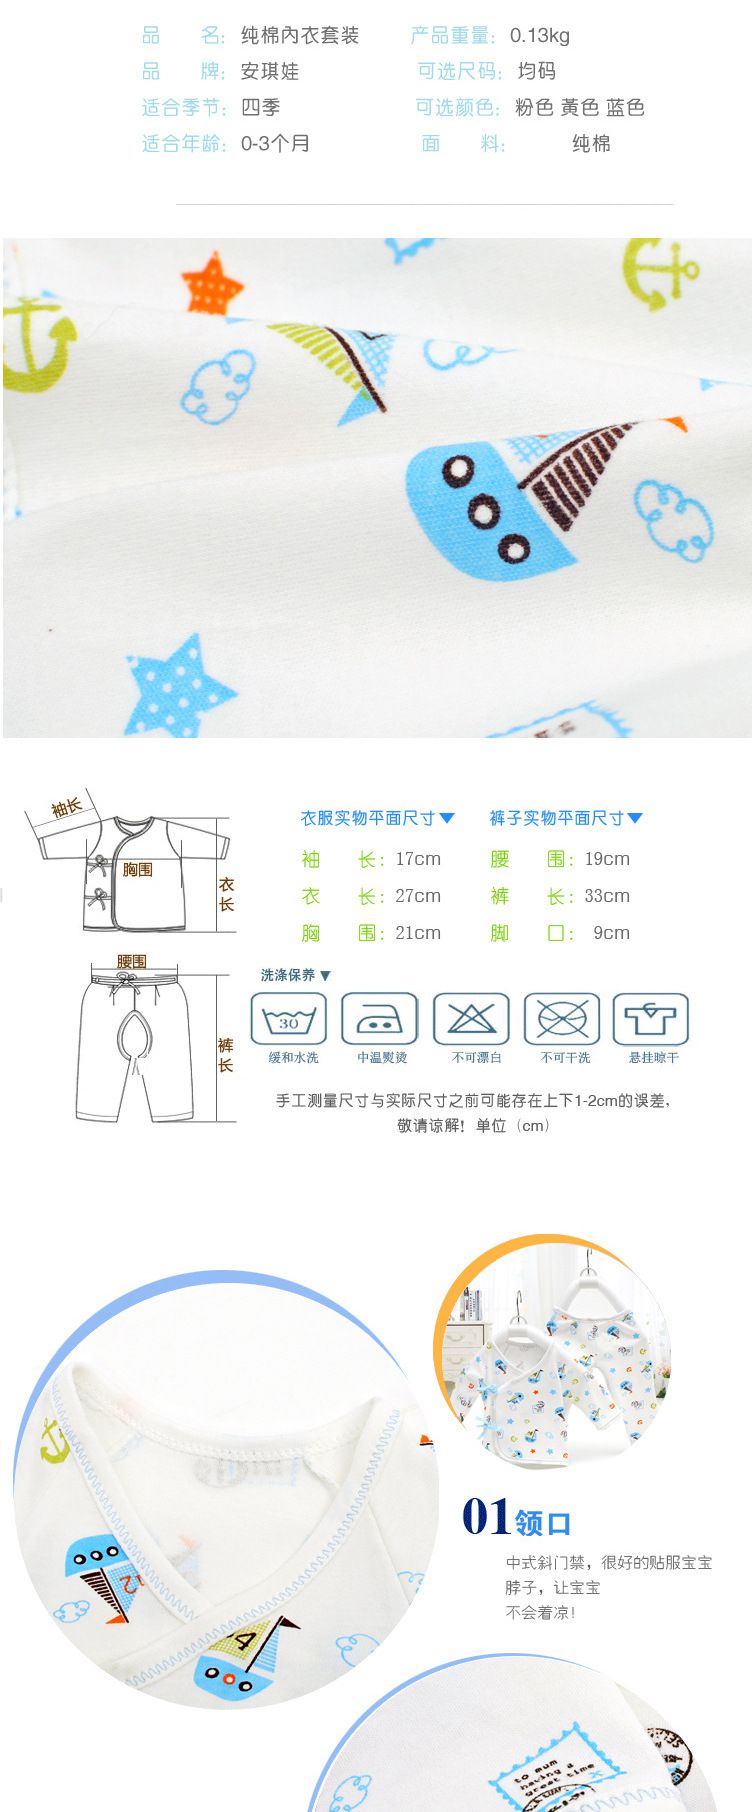 品 名：纯棉内衣套装 产品重量：0.13kg
品 牌：安琪娃 可选尺码：均码
适合季节：四季 可选颜色：粉色 黄色 蓝色
适合年龄：0-3个月 面 料： 纯棉
袖长
胸围
衣长
腰围
裤长
衣服实物平面尺寸▼ 裤子实物平面尺寸▼
袖 长：17cm 腰 围：19cm
衣 长：27cm 裤 长：33cm
胸 围：21cm 脚 口： 9cm
洗涤保养▼
30
缓和水洗 中温熨烫 不可漂白 不可干洗 悬挂晾干
手工测量尺寸与实际尺寸之前可能存在上下1-2cm的误差，
敬请谅解！单位（cm）
01领口
中式斜门禁，很好的贴服宝宝
脖子，让宝宝
不会着凉！
to mum
having a
great time